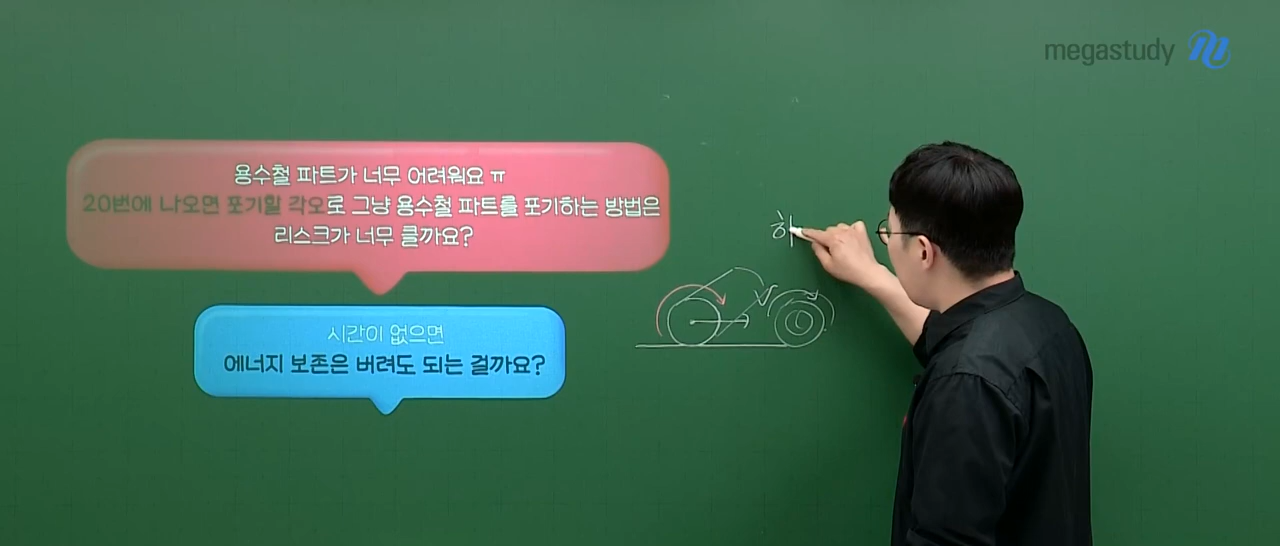 megastudy
용수철 파트가 너무 어려워요 ㅠ
20번에 나오면 포기할 각오로 그냥 용수철 파트를 포기하는 방법은
리스크가 너무 클까요?
하
시간이 없으면
에너지 보존은 버려도 되는 걸까요?